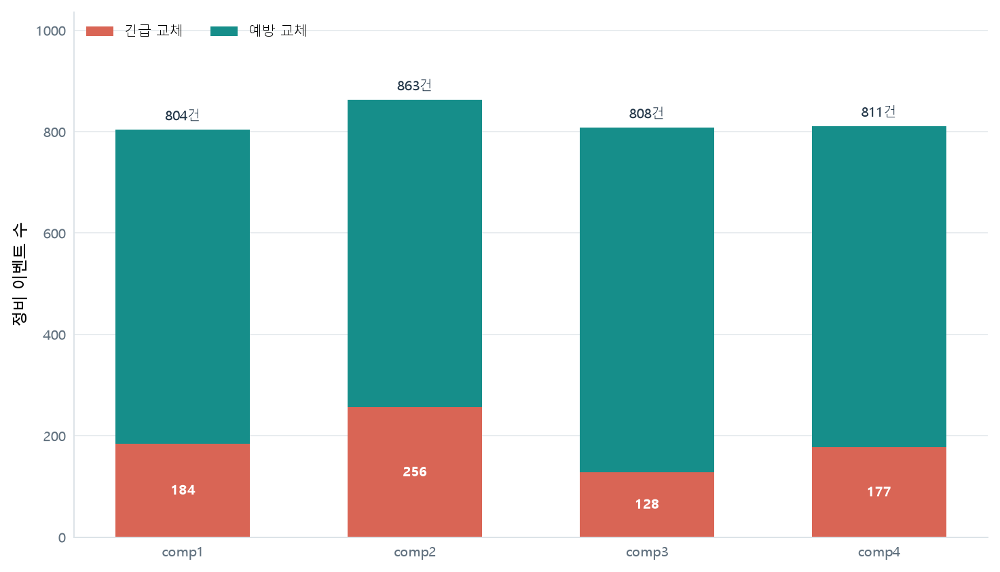 긴급 교체 예방 교체
정비 이벤트 수
1000
800
600
400
200
0
804건
863건
808건
811건
184
256
128
177
comp1
comp2
comp3
comp4